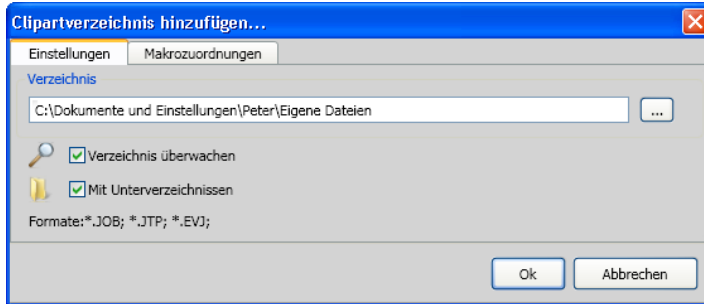 Clipartverzeichnis hinzufügen...
Einstellungen Makrozuordnungen
Verzeichnis
C:\Dokumente und Einstellungen\Peter\Eigene Dateien ...
Verzeichnis überwachen
Mit Unterverzeichnissen
Formate:*.JOB; *.JTP; *.EVJ;
Ok Abbrechen